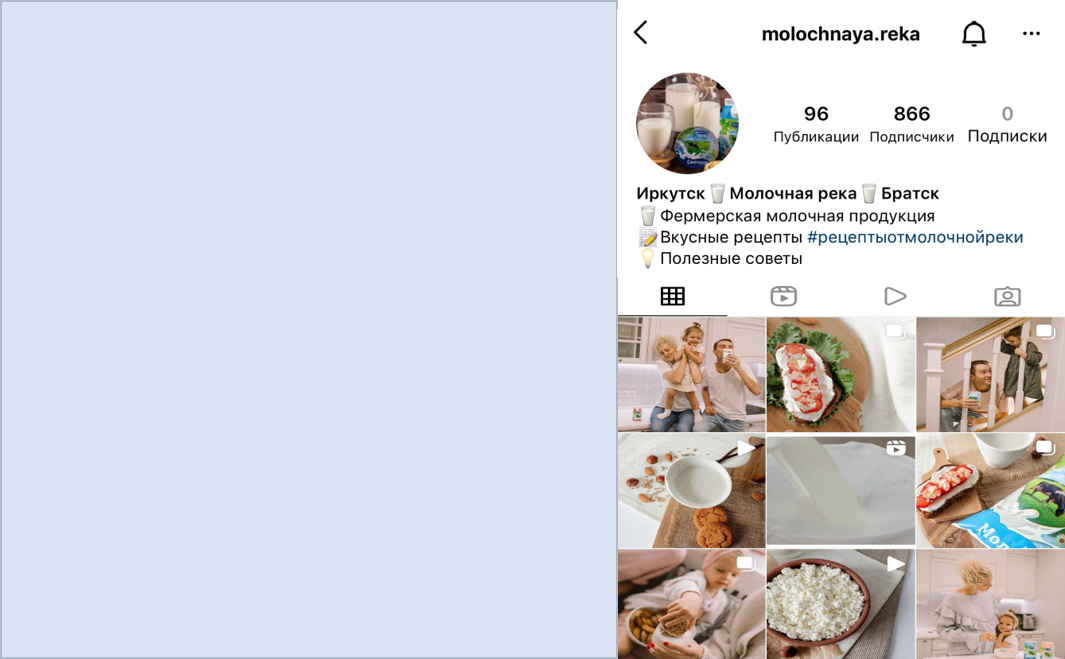 molochnaya.reka
96
866
0
Публикации
Подписчики
Подписки
Иркутск🥛Молочная река🥛Братск
🥛Фермерская молочная продукция
📝Вкусные рецепты #рецептыотмолочнойреки
💡Полезные советы